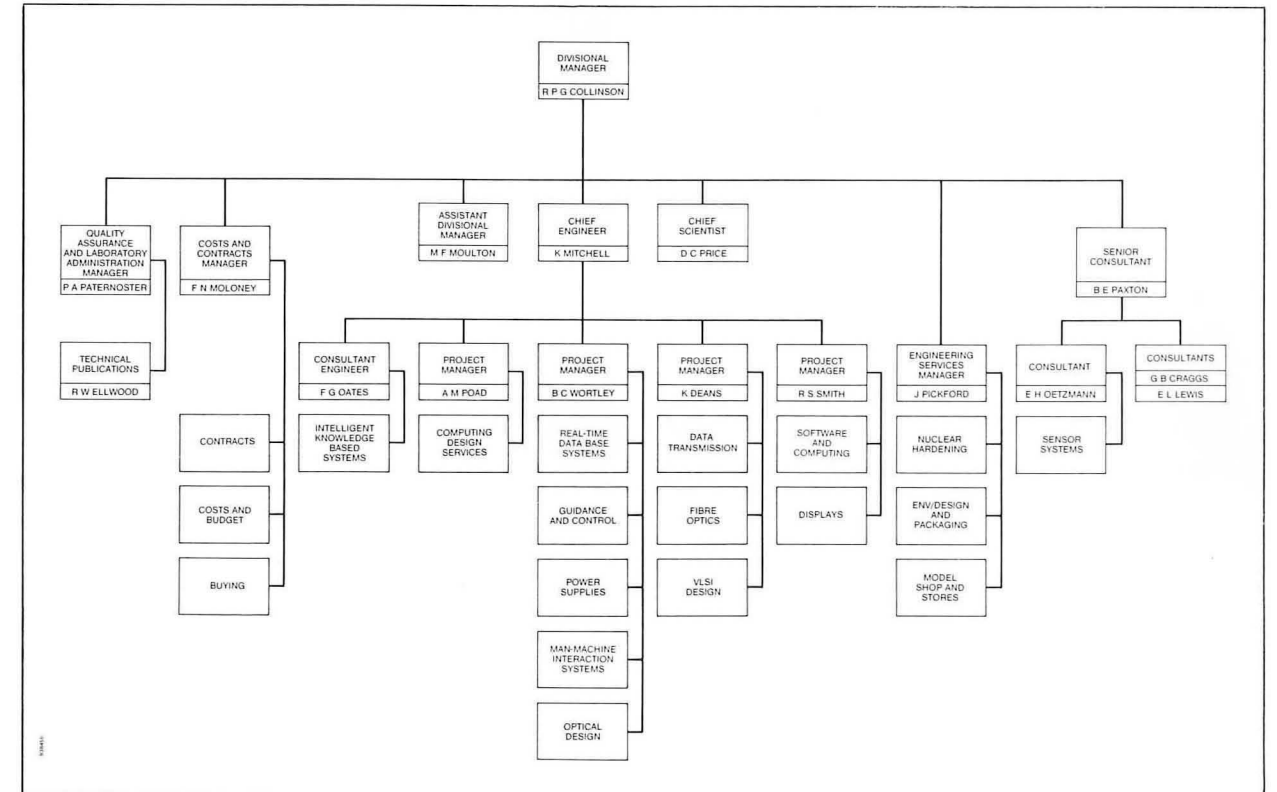 DIVISIONAL
MANAGER
R P G COLLINSON
QUALITY
ASSURANCE
AND LABORATORY
ADMINISTRATION
MANAGER
P A PATERNOSTER
COSTS AND
CONTRACTS
MANAGER
F N MOLONEY
ASSISTANT
DIVISIONAL
MANAGER
M F MOULTON
CHIEF
ENGINEER
K MITCHELL
CHIEF
SCIENTIST
D C PRICE
SENIOR
CONSULTANT
B E PAXTON
TECHNICAL
PUBLICATIONS
R W ELLWOOD
CONTRACTS
COSTS AND
BUDGET
BUYING
CONSULTANT
ENGINEER
F G OATES
INTELLIGENT
KNOWLEDGE
BASED
SYSTEMS
PROJECT
MANAGER
A M POAD
COMPUTING
DESIGN
SERVICES
PROJECT
MANAGER
B C WORTLEY
REAL-TIME
DATA BASE
SYSTEMS
GUIDANCE
AND CONTROL
POWER
SUPPLIES
MAN-MACHINE
INTERACTION
SYSTEMS
OPTICAL
DESIGN
PROJECT
MANAGER
K DEANS
DATA
TRANSMISSION
FIBRE
OPTICS
VLSI
DESIGN
PROJECT
MANAGER
R S SMITH
SOFTWARE
AND
COMPUTING
DISPLAYS
ENGINEERING
SERVICES
MANAGER
J PICKFORD
NUCLEAR
HARDENING
ENV/DESIGN
AND
PACKAGING
MODEL
SHOP AND
STORES
CONSULTANT
E H OETZMANN
SENSOR
SYSTEMS
CONSULTANTS
G B CRAGGS
E L LEWIS